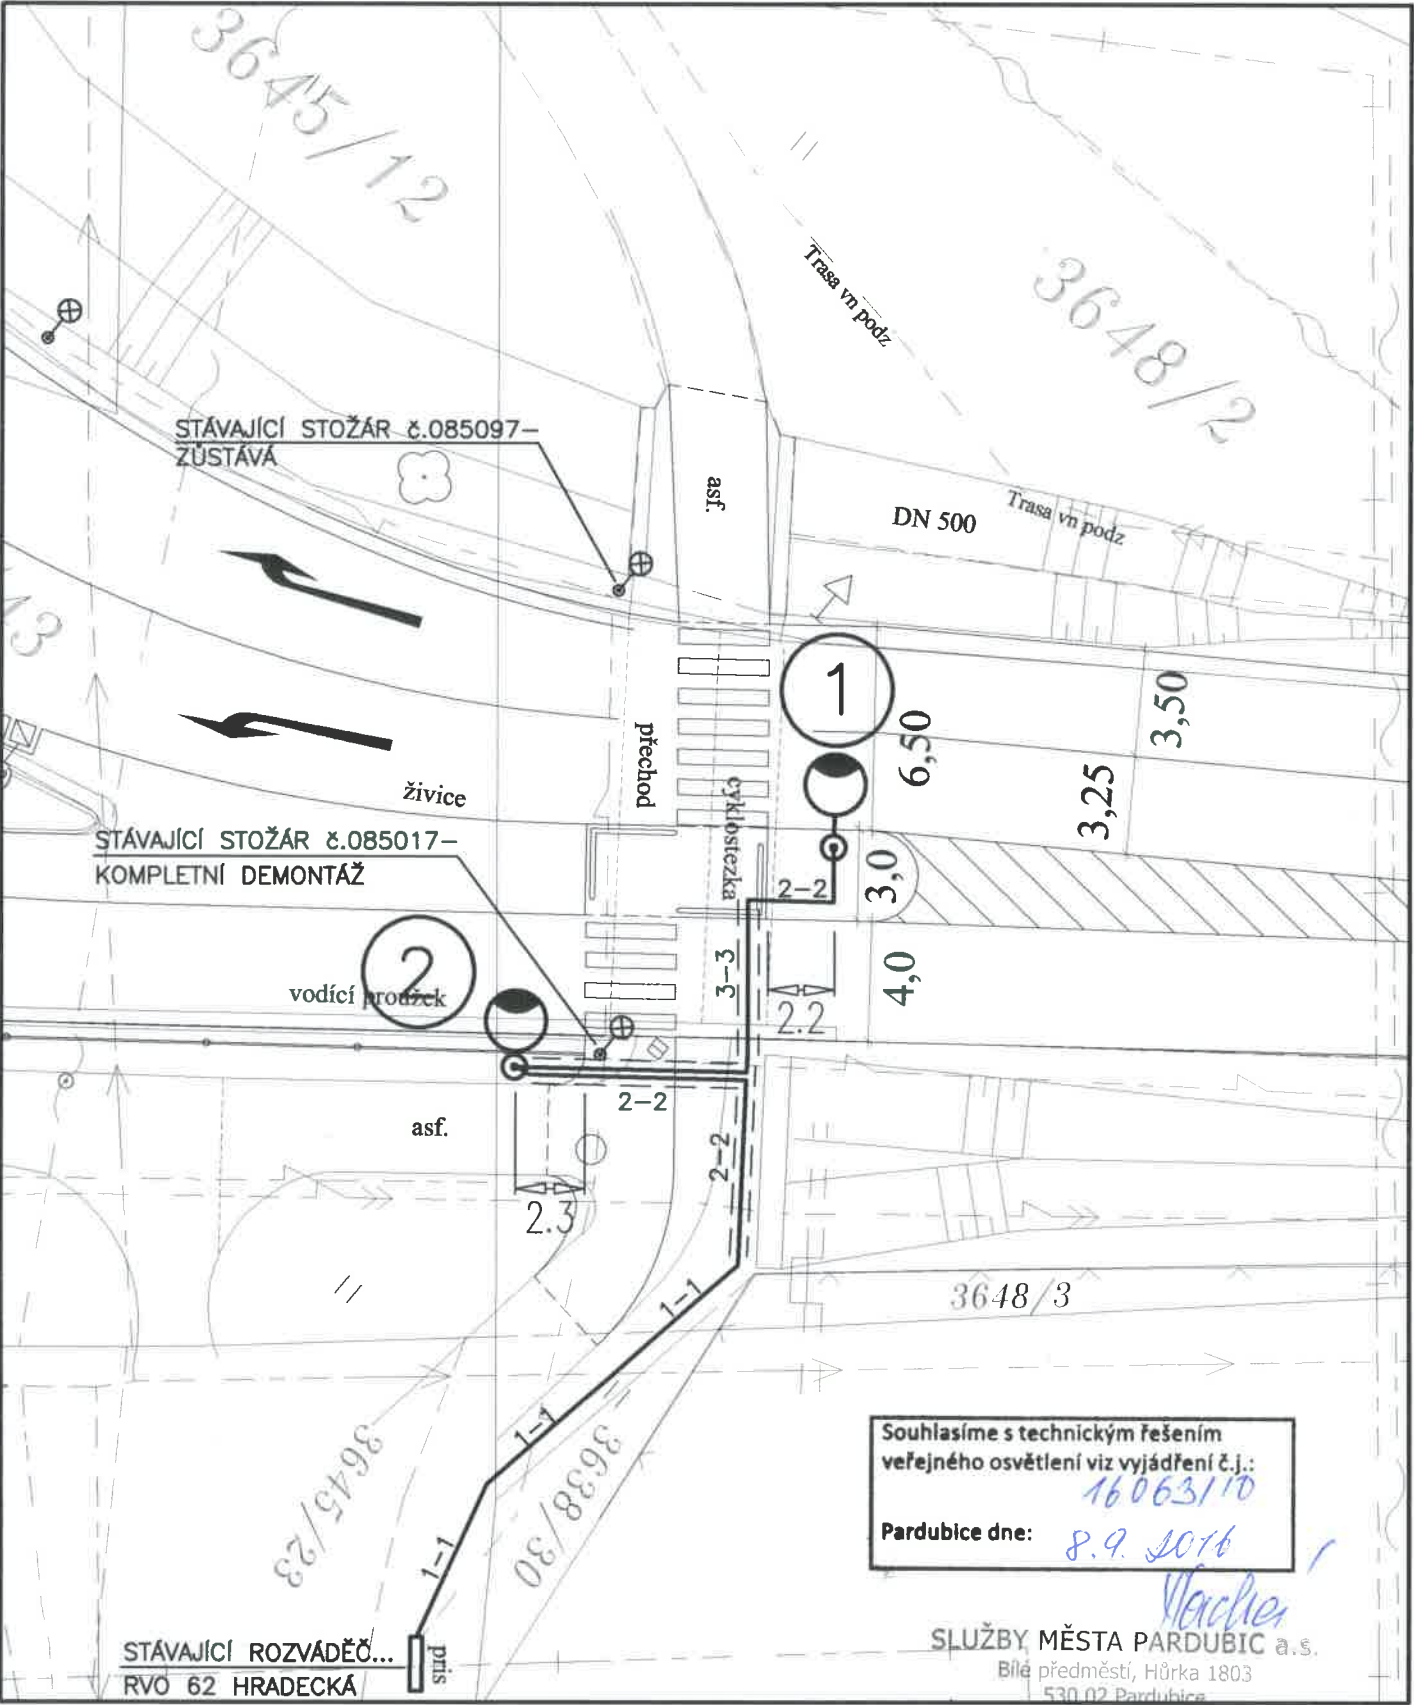 3645/12
Trasa vn podz
3648/2
STÁVAJÍCÍ STOŽÁR č.085097-
ZŮSTÁVÁ
asf.
DN 500
Trasa vn podz
13
1
3,50
6,50
přechod
3,25
živice
cyklostezka
STÁVAJÍCÍ STOŽÁR č.085017-
KOMPLETNÍ DEMONTÁŽ
2-2
3,0
2
3-3
4,0
vodící proužek
2.2
2-2
asf.
2-2
2.3
1-1
3648/3
1-1
3645/23
3638/30
1-1
Souhlasíme s technickým řešením
veřejného osvětlení viz vyjádření č.j.:
16063/10
Pardubice dne: 8.9. 2016
STÁVAJÍCÍ ROZVÁDĚČ...
RVO 62 HRADECKÁ
pris
SLUŽBY MĚSTA PARDUBIC a.s.
Bílé předměstí, Hůrka 1803
530 02 Pardubice